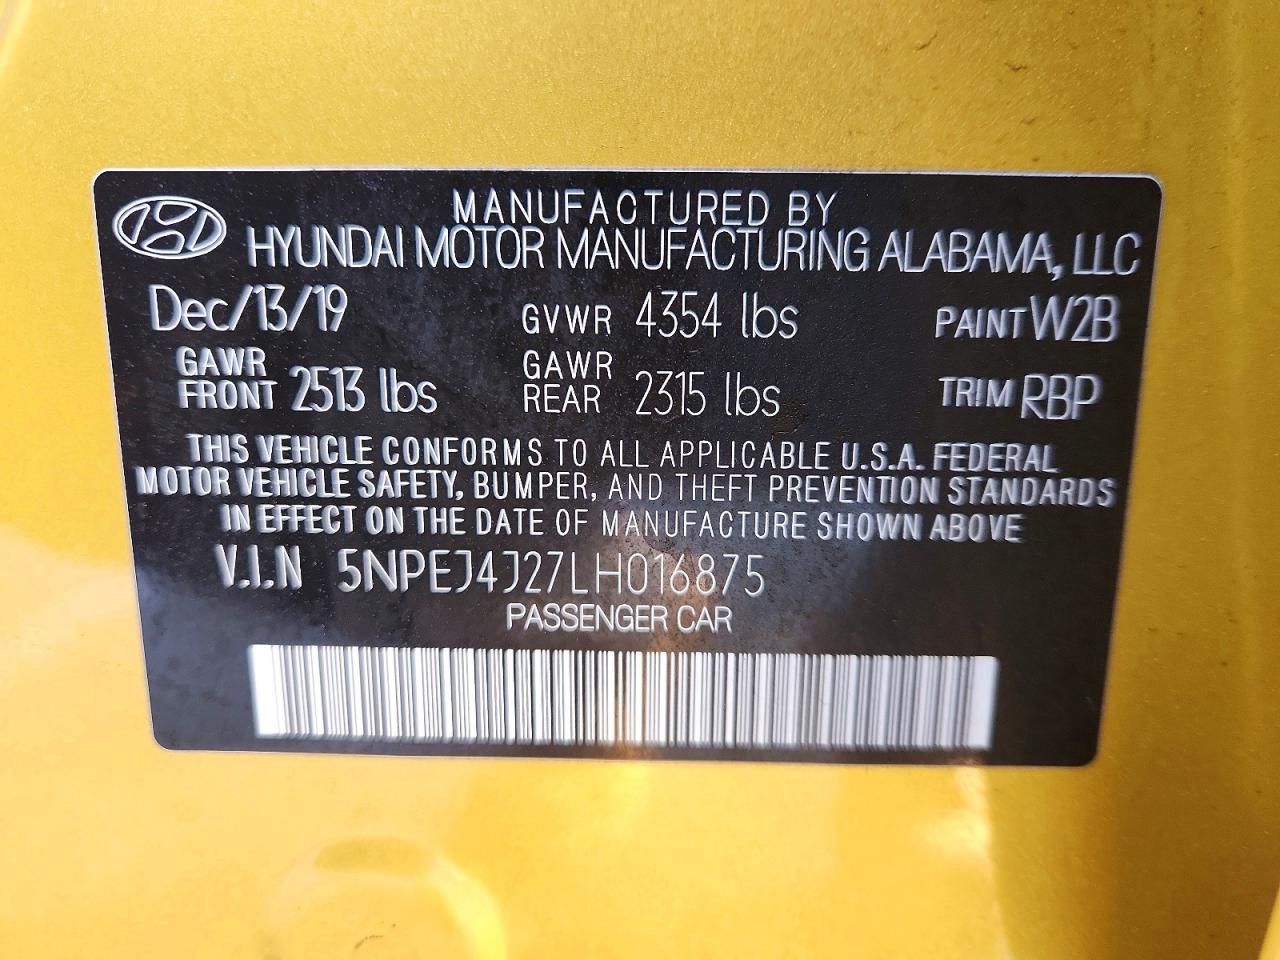 MANUFACTURED BY
HYUNDAI MOTOR MANUFACTURING ALABAMA, LLC
Dec/13/19 GVWR 4354 lbs PAINT W2B
GAWR FRONT 2513 lbs GAWR REAR 2315 lbs TRIM RBP
THIS VEHICLE CONFORMS TO ALL APPLICABLE U.S.A. FEDERAL
MOTOR VEHICLE SAFETY, BUMPER, AND THEFT PREVENTION STANDARDS
IN EFFECT ON THE DATE OF MANUFACTURE SHOWN ABOVE
V.I.N 5NPEJ4J27LH016875
PASSENGER CAR